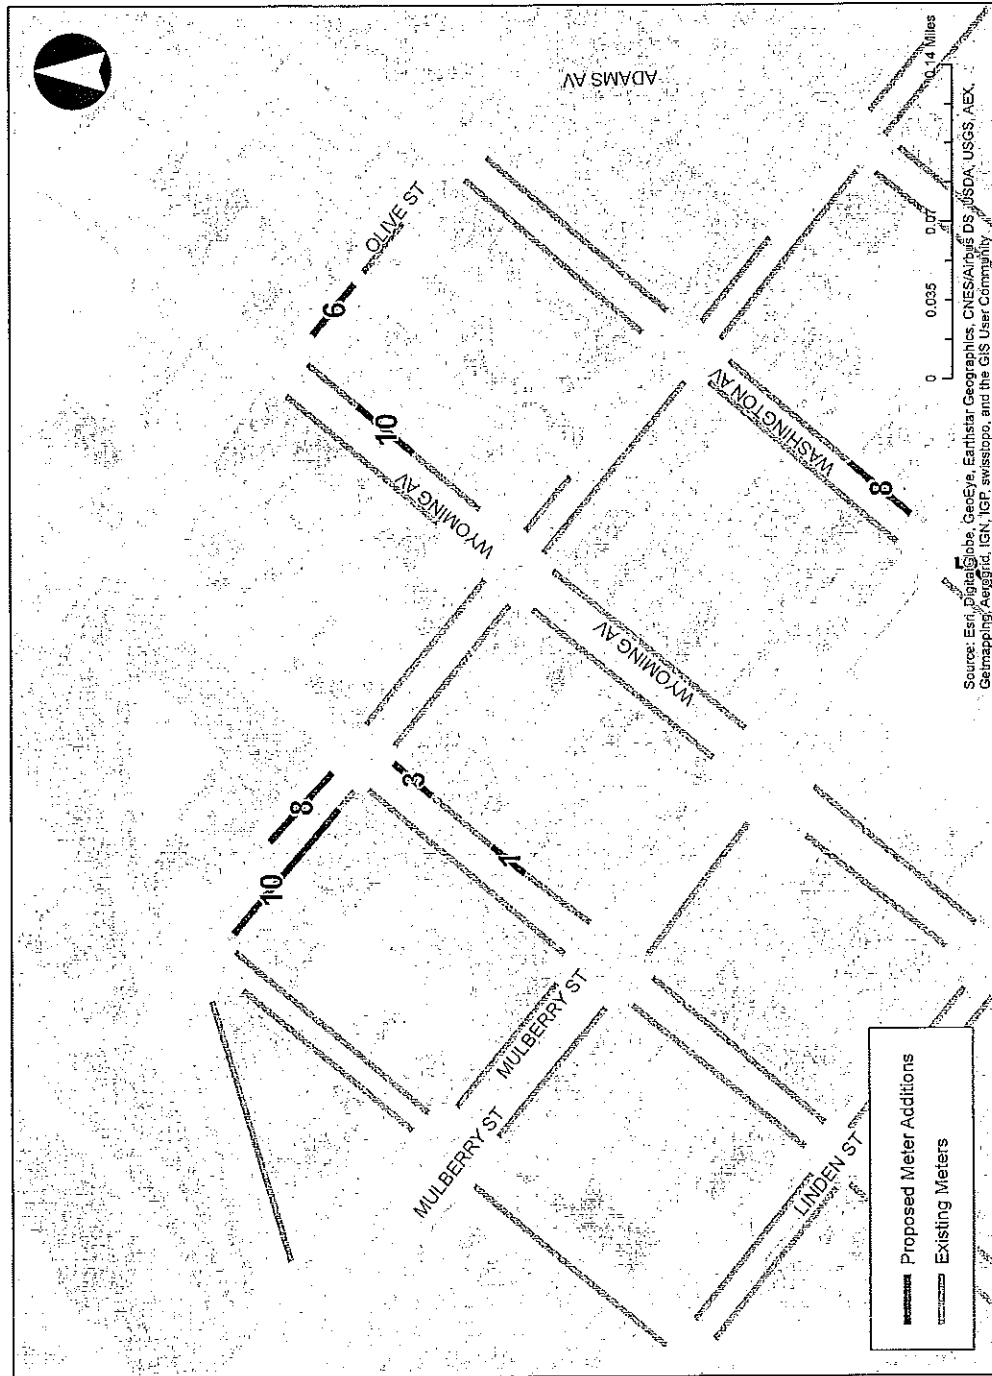 ADAMS AV
OLIVE ST
6
10
WYOMING AV
WASHINGTON AV
8
WYOMING AV
8
10
3
7
MULBERRY ST
MULBERRY ST
LINDEN ST
0 0.035 0.07 0.14 Miles
Source: Esri, DigitalGlobe, GeoEye, Earthstar Geographics, CNES/Airbus DS, USDA, USGS, AEX,
Getmapping, Aerogrid, IGN, IGP, swisstopo, and the GIS User Community
Proposed Meter Additions
Existing Meters